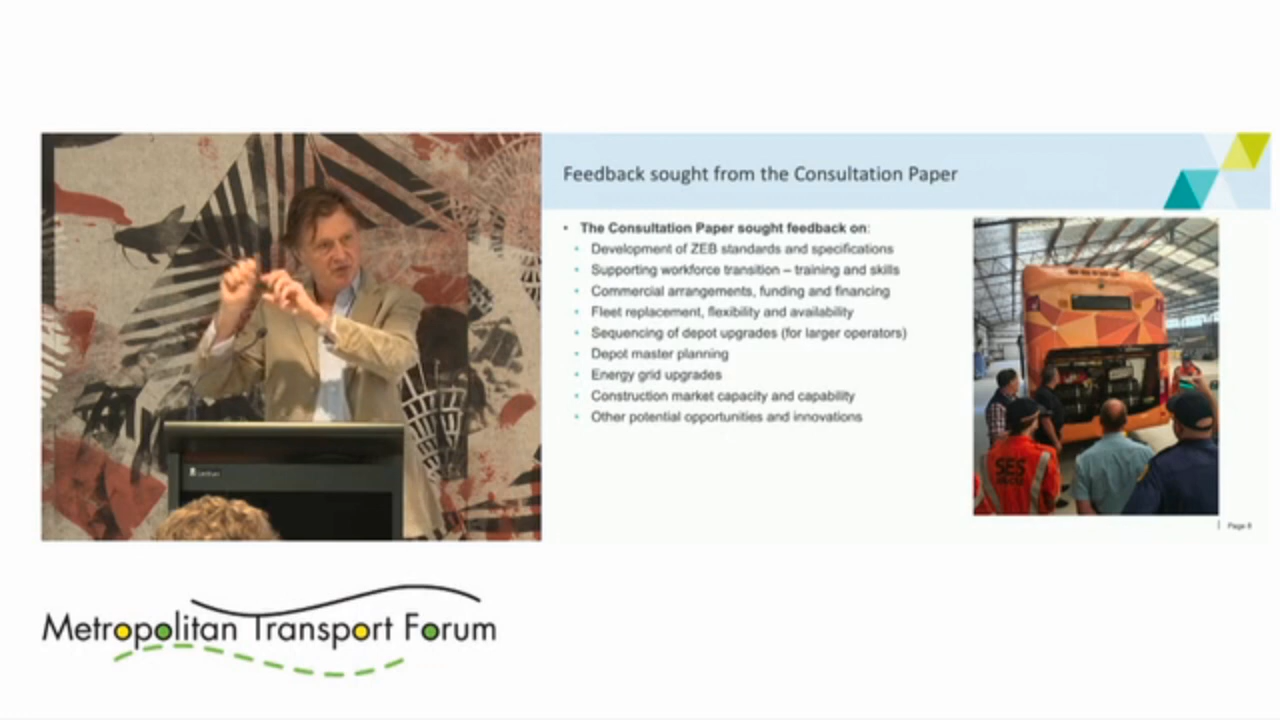 Feedback sought from the Consultation Paper
• The Consultation Paper sought feedback on:
• Development of ZEB standards and specifications
• Supporting workforce transition – training and skills
• Commercial arrangements, funding and financing
• Fleet replacement, flexibility and availability
• Sequencing of depot upgrades (for larger operators)
• Depot master planning
• Energy grid upgrades
• Construction market capacity and capability
• Other potential opportunities and innovations
SES
Page 8
Metropolitan Transport Forum